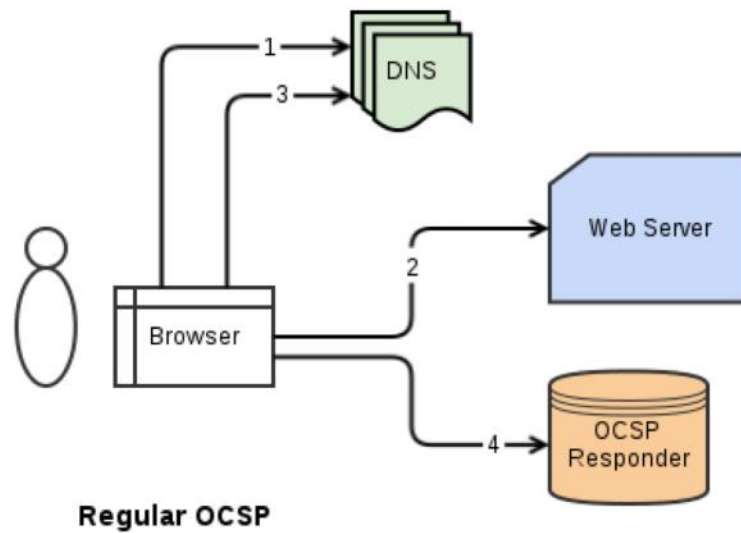 1
DNS
3
Web Server
2
Browser
4
OCSP
Responder
Regular OCSP